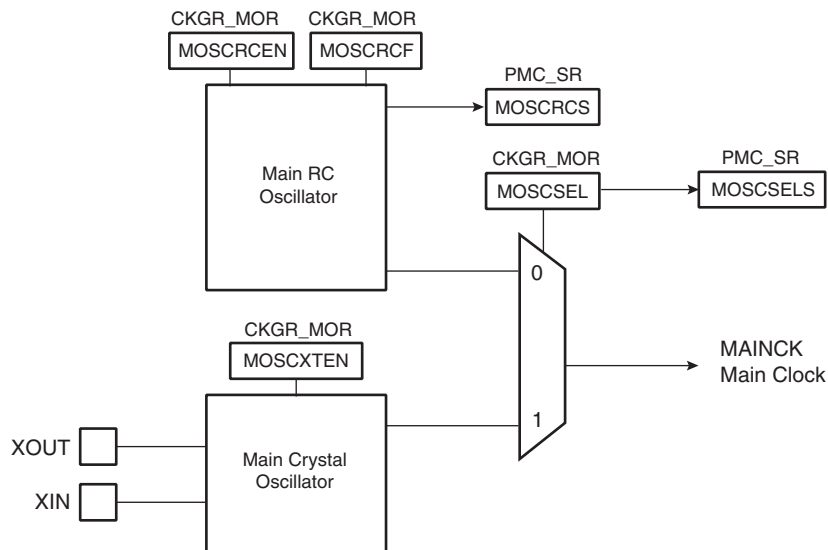 CKGR_MOR
CKGR_MOR
MOSCRCEN
MOSCRCF
PMC_SR
MOSCRCS
Main RC
Oscillator
CKGR_MOR
PMC_SR
MOSCSEL
MOSCSELS
0
CKGR_MOR
MOSCXTEN
MAINCK
Main Clock
1
XOUT
Main Crystal
Oscillator
XIN